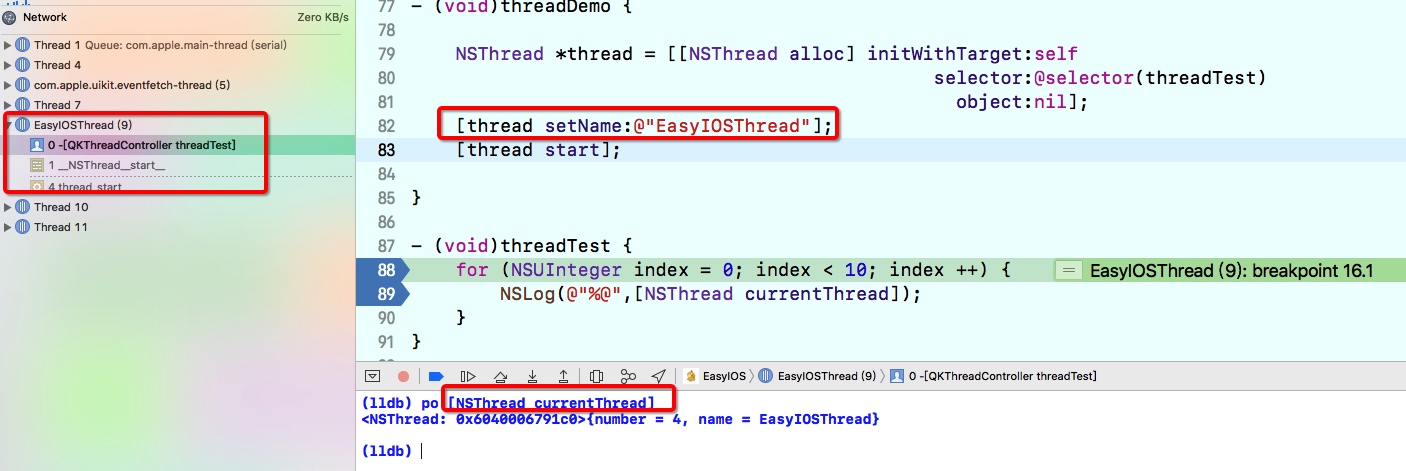 Network Zero KB/s
Thread 1 Queue: com.apple.main-thread (serial)
Thread 4
com.apple.uikit.eventfetch-thread (5)
Thread 7
EasyIOSThread (9)
0 -[QKThreadController threadTest]
1 __NSThread__start__
4 thread_start
Thread 10
Thread 11
77 - (void)threadDemo {
78
79 NSThread *thread = [[NSThread alloc] initWithTarget:self
80 selector:@selector(threadTest)
81 object:nil];
82 [thread setName:@"EasyIOSThread"];
83 [thread start];
84
85 }
86
87 - (void)threadTest {
88 for (NSUInteger index = 0; index < 10; index ++) { = EasyIOSThread (9): breakpoint 16.1
89 NSLog(@"%@",[NSThread currentThread]);
90 }
91 }
EasyIOS EasyIOSThread (9) 0 -[QKThreadController threadTest]
(lldb) po [NSThread currentThread]
<NSThread: 0x6040006791c0>{number = 4, name = EasyIOSThread}
(lldb)